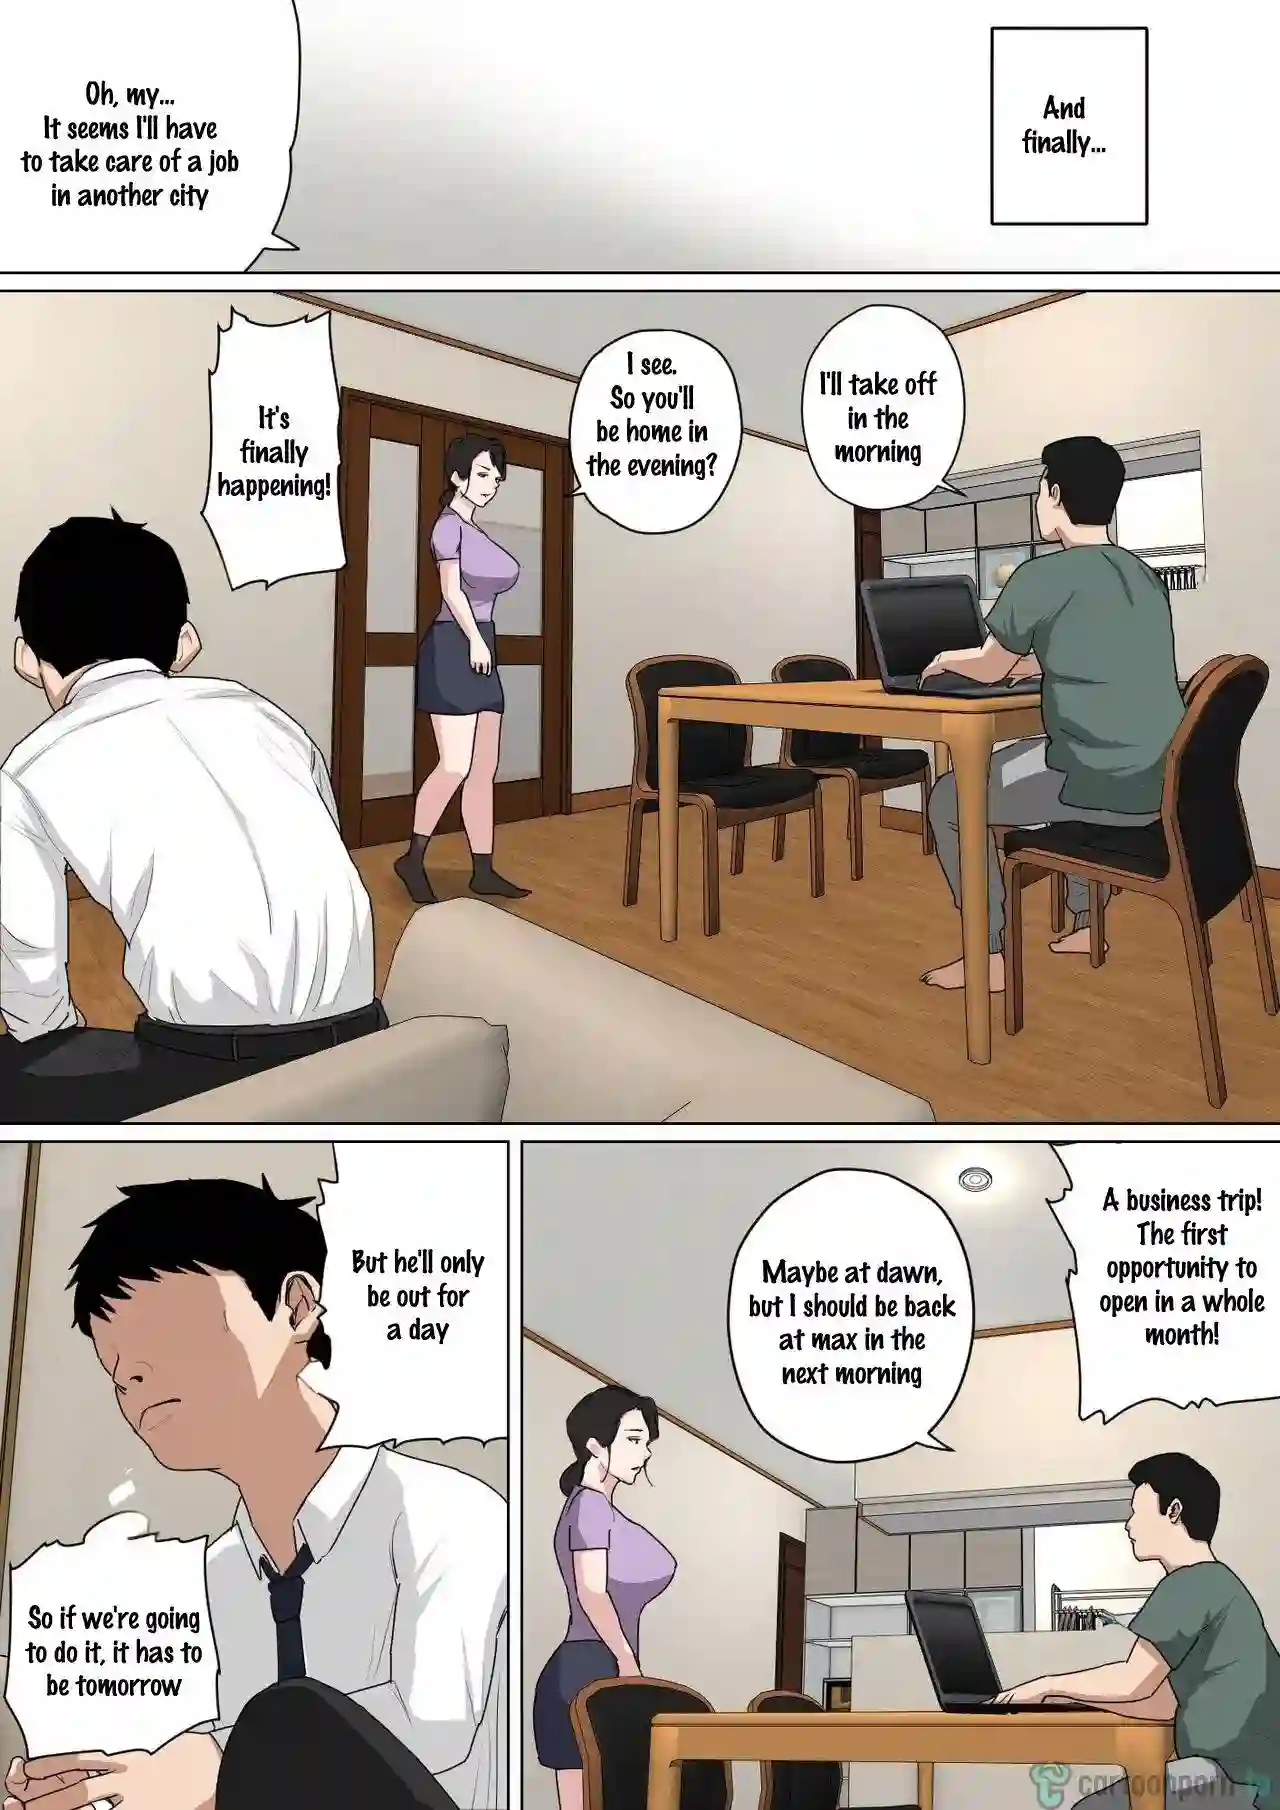 And
finally...
Oh, my...
It seems I'll have
to take care of a job
in another city
I'll take off
in the
morning
I see.
So you'll
be home in
the evening?
It's
finally
happening!
A business trip!
The first
opportunity to
open in a whole
month!
Maybe at dawn,
but I should be back
at max in the
next morning
But he'll only
be out for
a day
So if we're going
to do it, it has to
be tomorrow
cartoonporn.to